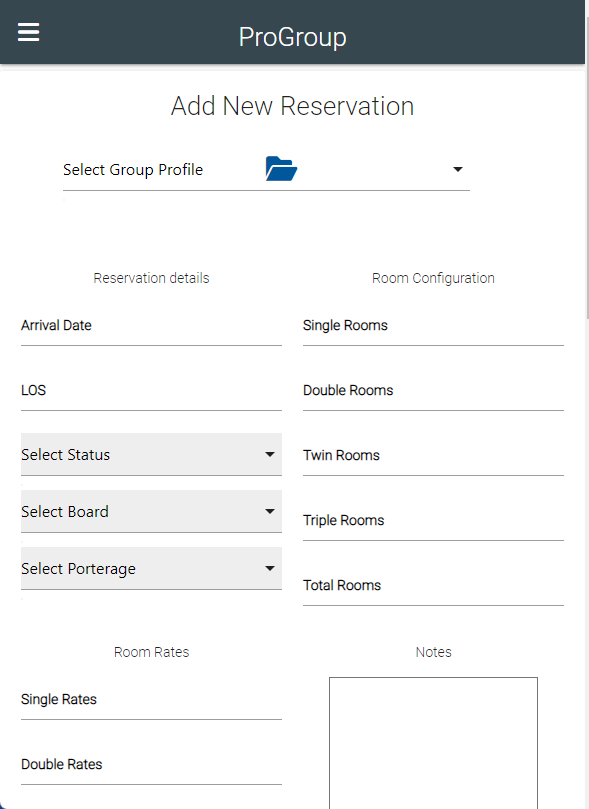 ProGroup
Add New Reservation
Select Group Profile
Reservation details
Arrival Date
LOS
Select Status
Select Board
Select Porterage
Room Configuration
Single Rooms
Double Rooms
Twin Rooms
Triple Rooms
Total Rooms
Room Rates
Single Rates
Double Rates
Notes